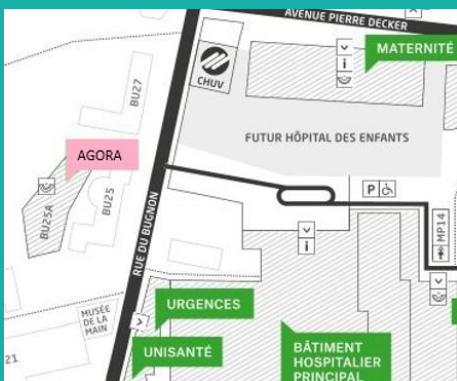 AVENUE PIERRE DECKER
MATERNITÉ
i
CHUV
BU27
FUTUR HÔPITAL DES ENFANTS
AGORA
P
BU25
BU25A
RUE DU BUGNON
MP14
i
URGENCES
MUSÉE
DE LA
MAIN
UNISANTÉ
BÂTIMENT
HOSPITALIER
PRINCIPAL
21